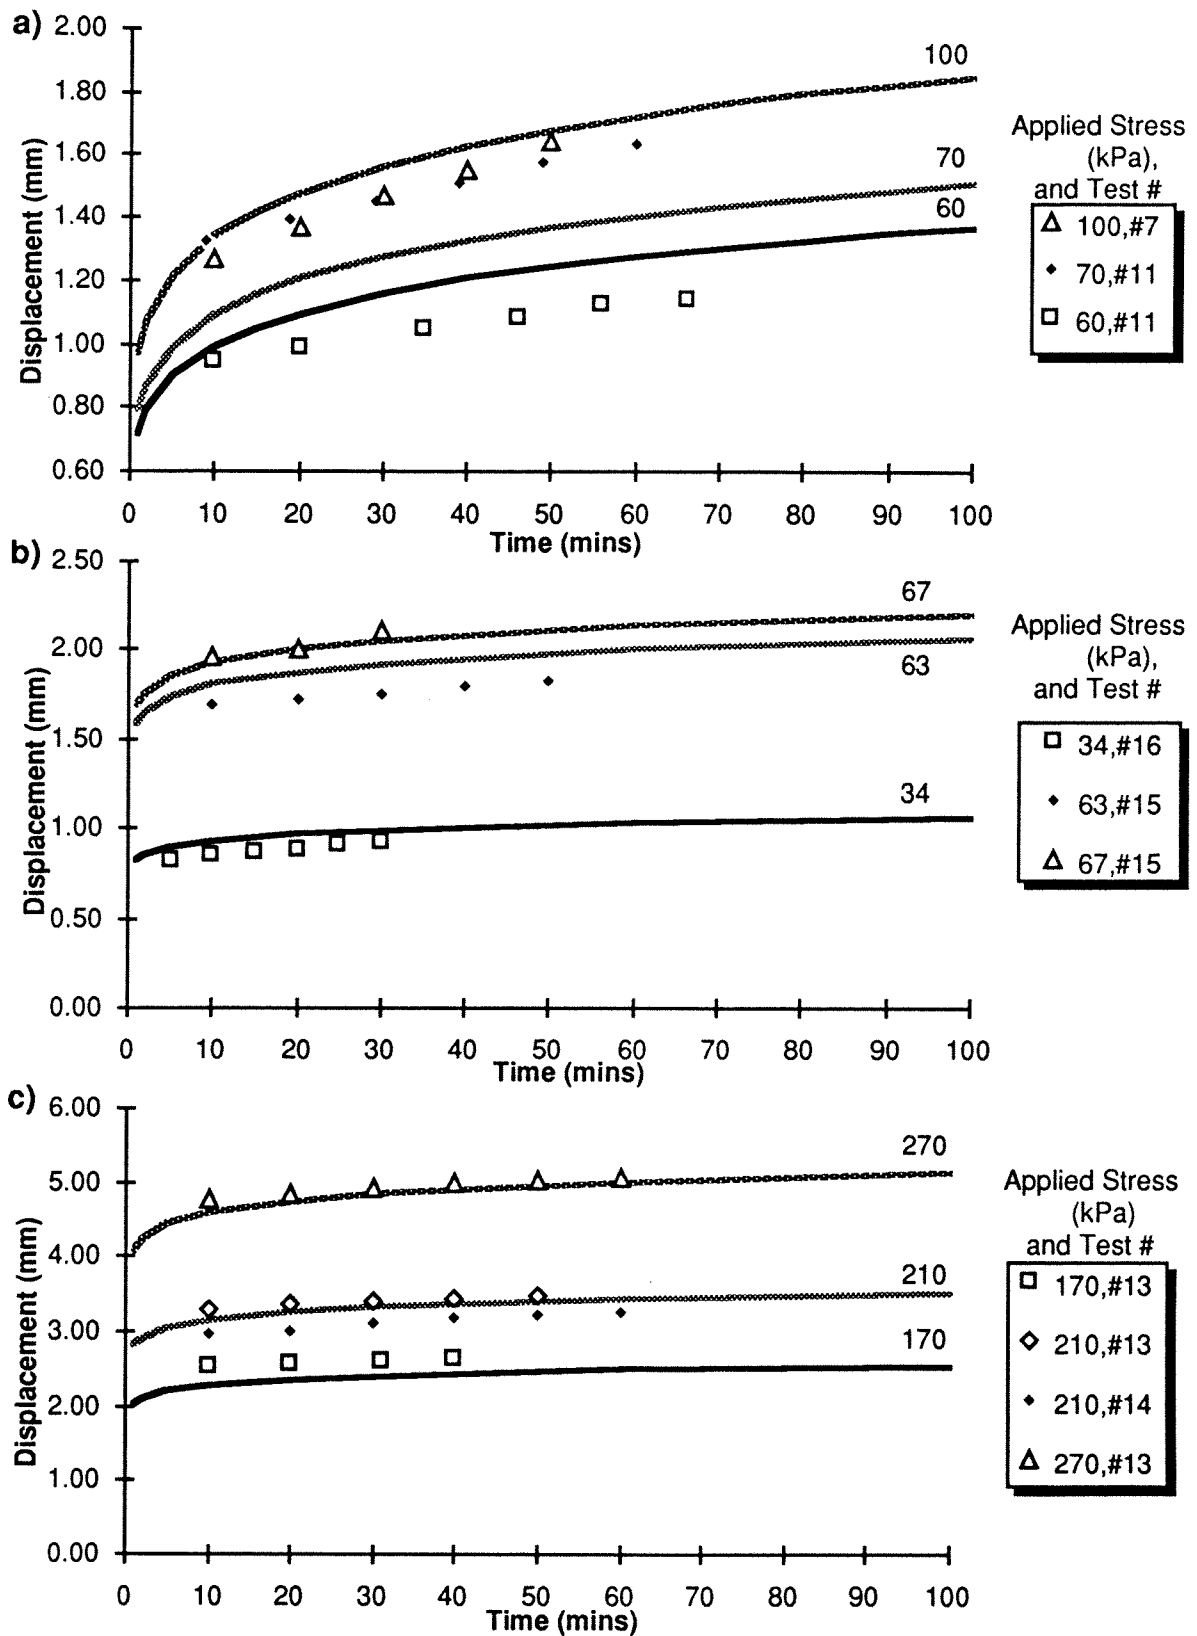 a)
2.00
1.80
1.60
1.40
1.20
1.00
0.80
0.60
Displacement (mm)
100
70
60
0 10 20 30 40 50 60 70 80 90 100
Time (mins)
Applied Stress
(kPa),
and Test #
100,#7
70,#11
60,#11
b)
2.50
2.00
1.50
1.00
0.50
0.00
Displacement (mm)
67
63
34
0 10 20 30 40 50 60 70 80 90 100
Time (mins)
Applied Stress
(kPa),
and Test #
34,#16
63,#15
67,#15
c)
6.00
5.00
4.00
3.00
2.00
1.00
0.00
Displacement (mm)
270
210
170
0 10 20 30 40 50 60 70 80 90 100
Time (mins)
Applied Stress
(kPa)
and Test #
170,#13
210,#13
210,#14
270,#13